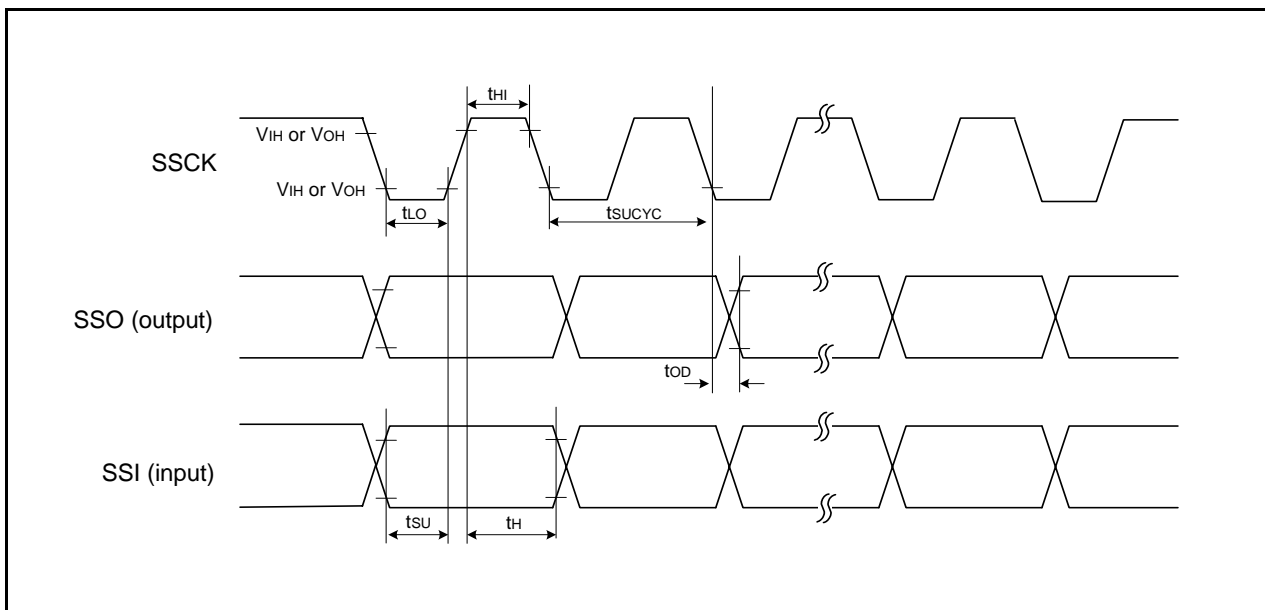 tHI
VIH or VOH
SSCK
VIH or VOH
tLO
tSUCYC
SSO (output)
tOD
SSI (input)
tSU
tH